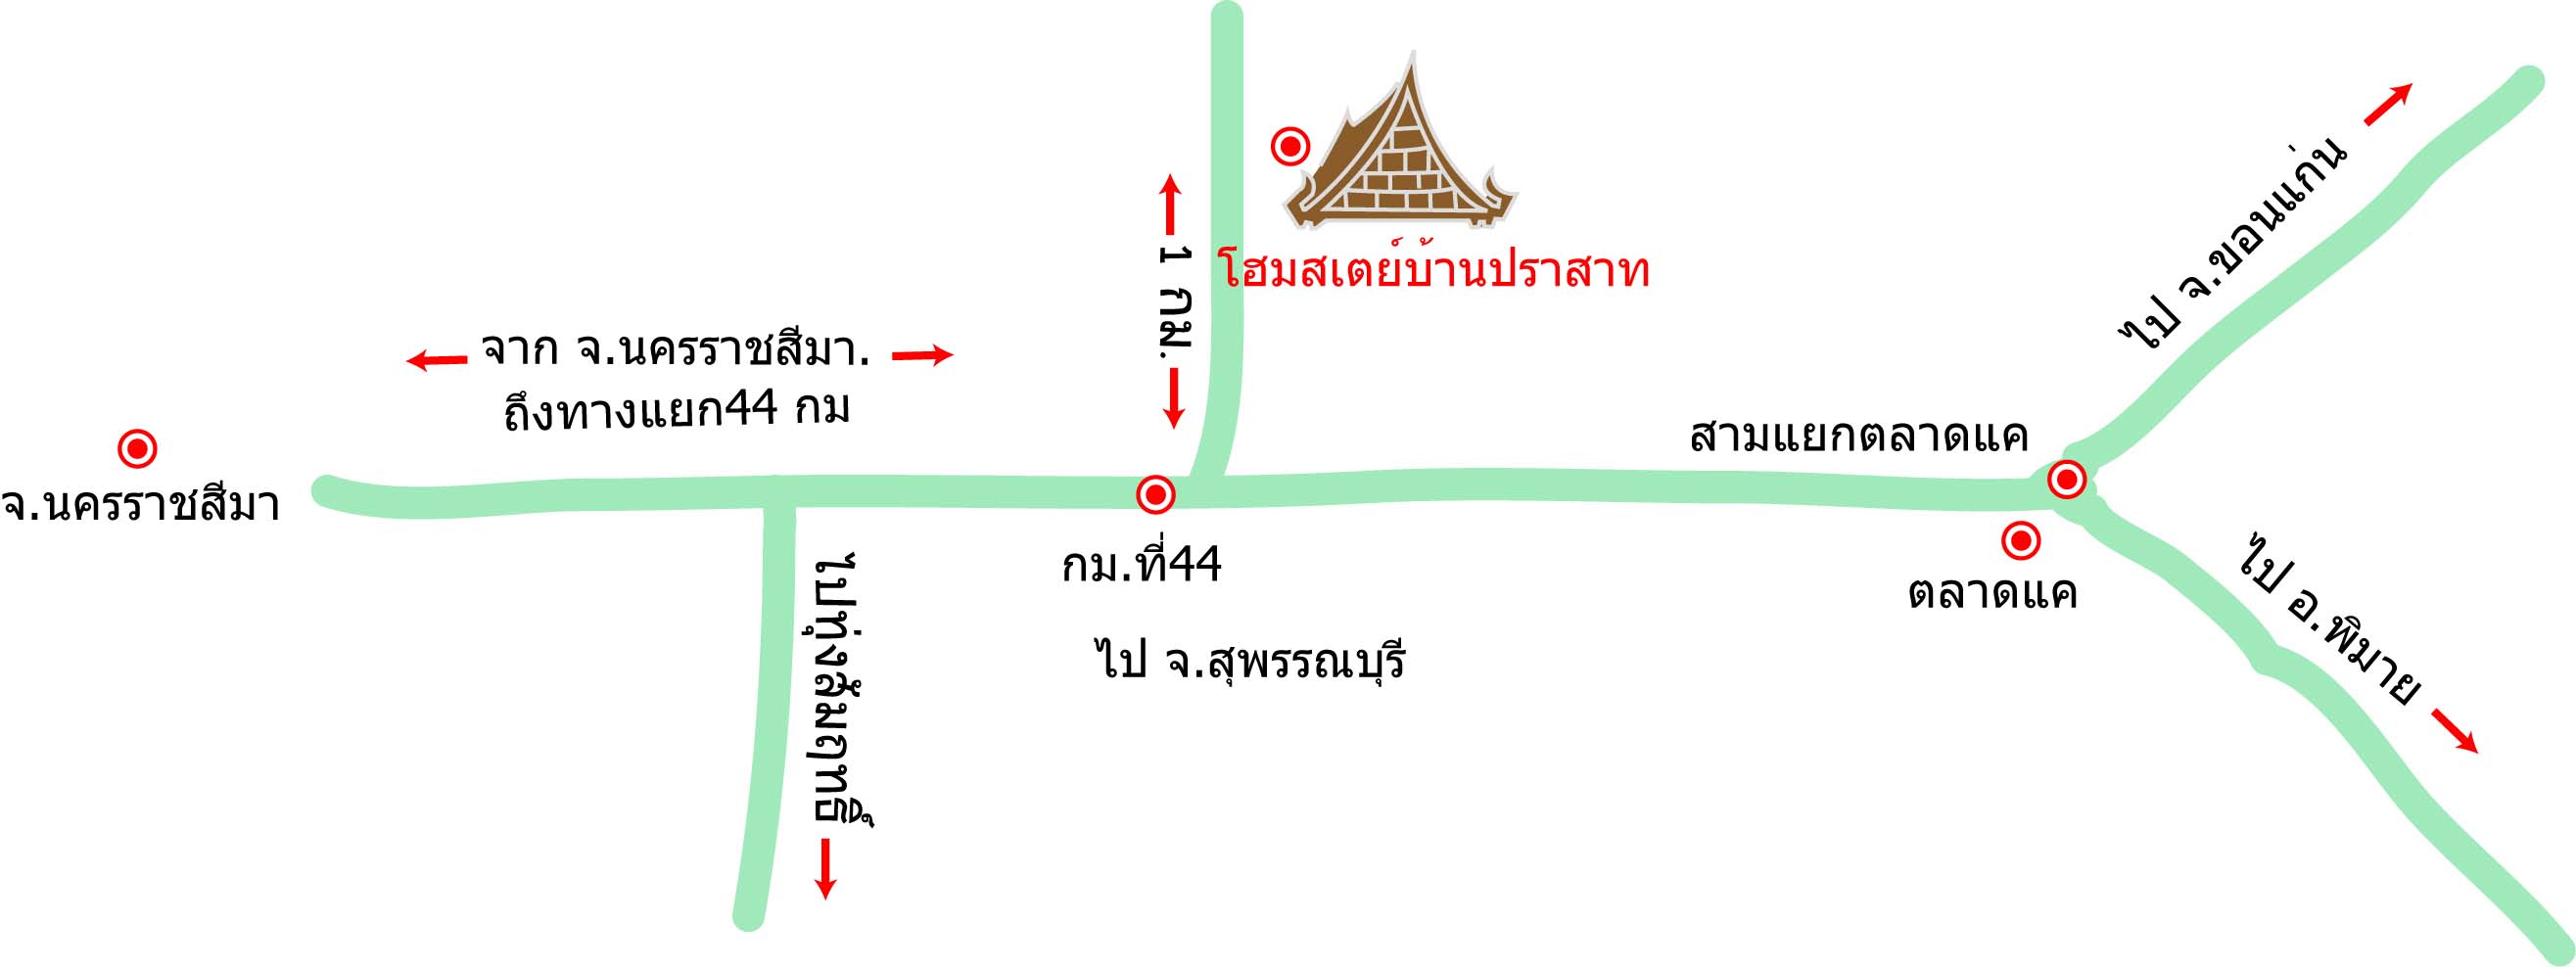 ไป จ.ขอนแก่น
1 กม.
โฮมสเตย์บ้านปราสาท
จาก จ.นครราชสีมา.
ถึงทางแยก44 กม
สามแยกตลาดแค
จ.นครราชสีมา
กม.ที่44
ตลาดแค
ไป อ.พิมาย
ไปทุ่งสัมฤทธิ์
ไป จ.สุพรรณบุรี